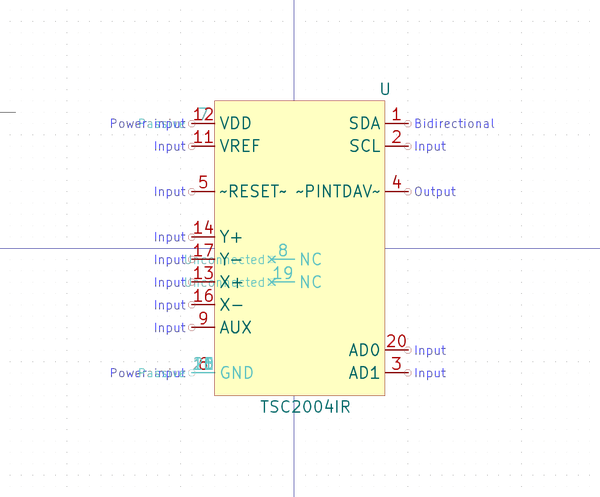 U
Power input 12 VDD SDA 1 Bidirectional
Input 11 VREF SCL 2 Input
Input 5 ~RESET~ ~PINTDAV~ 4 Output
Input 14 Y+
Input 17 Y- 8 NC
Input 13 X+ 19 NC
Input 16 X-
Input 9 AUX
AD0 20 Input
Power input GND AD1 3 Input
TSC2004IR